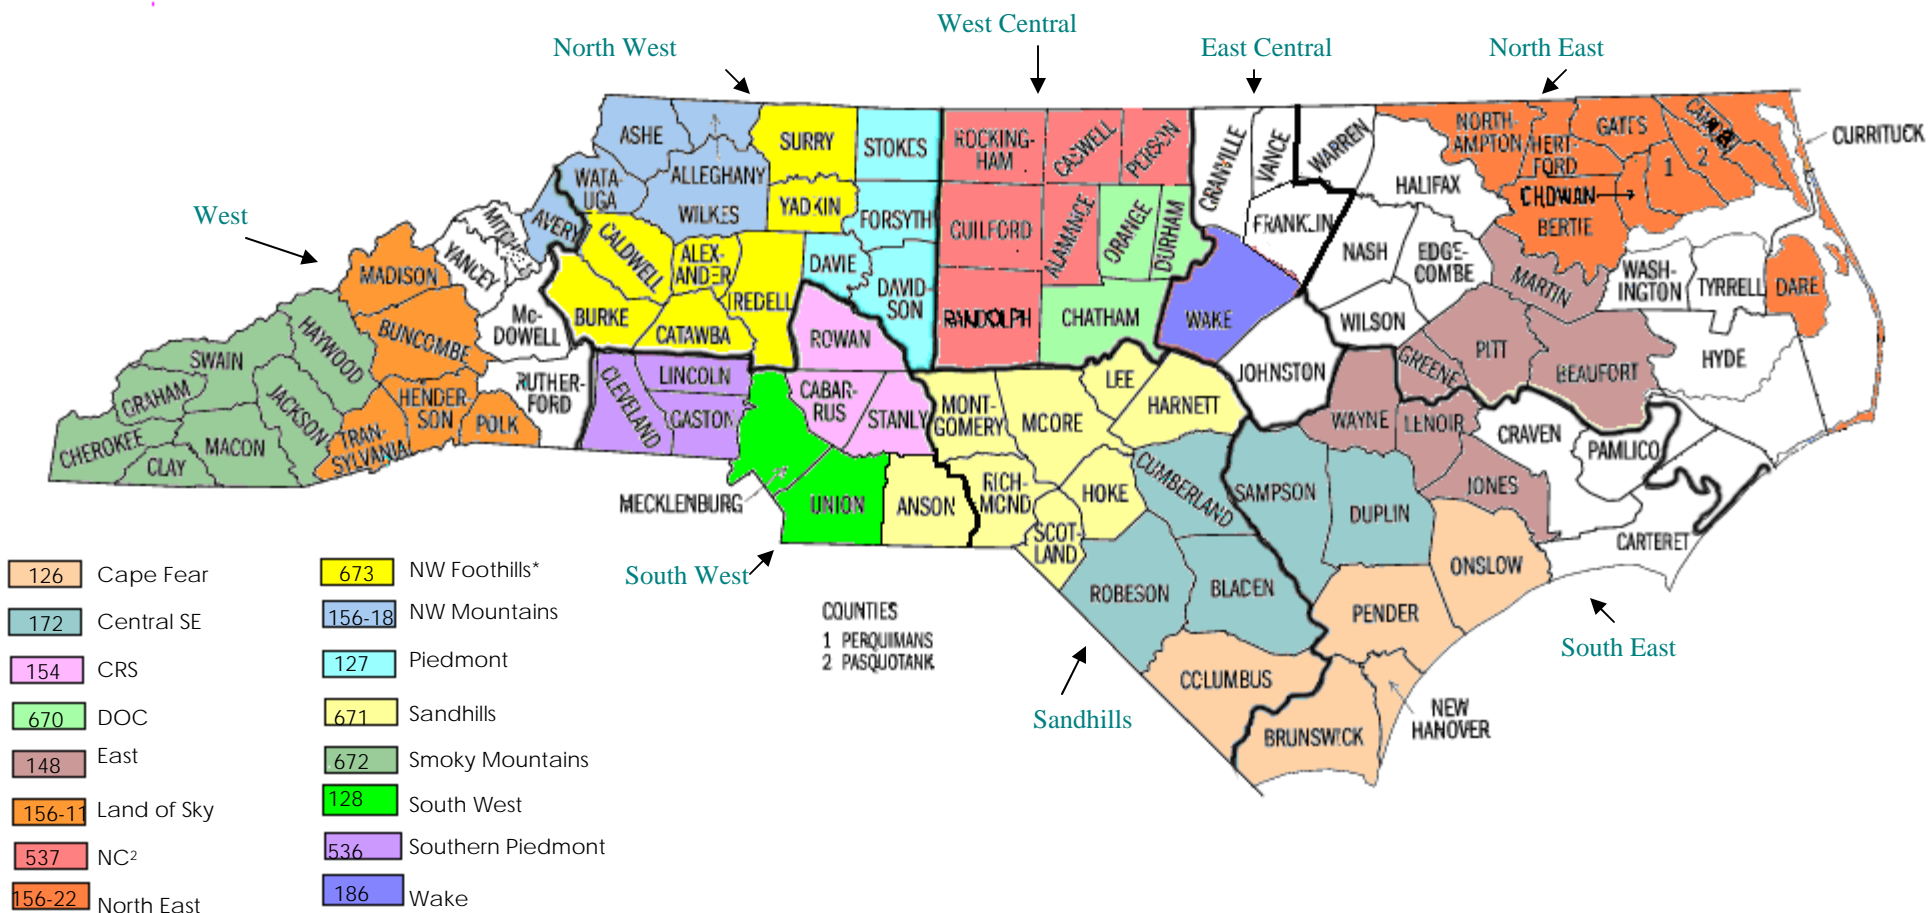 West Central
North West
East Central
North East
West
ASHE
ALLEGHANY
SURRY
STOKES
ROCKING-
HAM
CASWELL
PERSON
GRANVILLE
VANCE
WARREN
NORTH-
AMPTON
HERT-
FORD
GATES
1
2
CURRITUCK
WATA-
UGA
WILKES
YADKIN
FORSYTH
GUILFORD
ALAMANCE
ORANGE
DURHAM
FRANKLIN
HALIFAX
CHOWAN
BERTIE
AVERY
YANCEY
CALDWELL
ALEX-
ANDER
IREDELL
DAVIE
DAVID-
SON
RANDOLPH
CHATHAM
WAKE
NASH
EDGE-
COMBE
MARTIN
WASH-
INGTON
TYRRELL
DARE
MADISON
BUNCOMBE
Mc-
DOWELL
BURKE
CATAWBA
ROWAN
WILSON
PITT
BEAUFORT
HYDE
HAYWOOD
SWAIN
GRAHAM
JACKSON
HENDER-
SON
POLK
RUTHER-
FORD
CLEVELAND
LINCOLN
GASTON
CABAR-
RUS
STANLY
MONT-
GOMERY
MOORE
LEE
HARNETT
JOHNSTON
GREENE
WAYNE
LENOIR
CRAVEN
PAMLICO
CHEROKEE
CLAY
MACON
TRAN-
SYLVANIA
MECKLENBURG
UNION
ANSON
RICH-
MOND
SCOT-
LAND
HOKE
CUMBERLAND
SAMPSON
DUPLIN
JONES
CARTERET
ONSLOW
ROBESON
BLADEN
PENDER
COLUMBUS
BRUNSWICK
NEW
HANOVER
South West
South East
Sandhills
COUNTIES
1 PERQUIMANS
2 PASQUOTANK
126 Cape Fear
172 Central SE
154 CRS
670 DOC
148 East
156-11 Land of Sky
537 NC²
156-22 North East
673 NW Foothills*
156-18 NW Mountains
127 Piedmont
671 Sandhills
672 Smoky Mountains
128 South West
536 Southern Piedmont
186 Wake